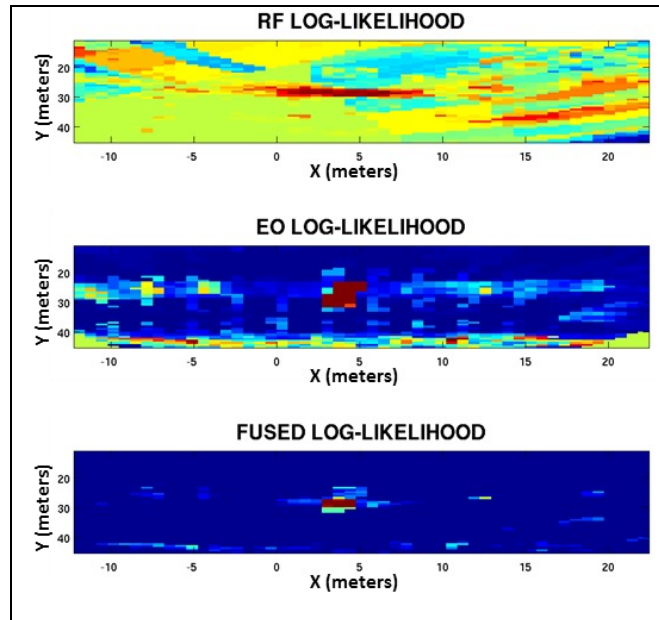 RF LOG-LIKELIHOOD
Y (meters)
20
30
40
-10 -5 0 5 10 15 20
X (meters)
EO LOG-LIKELIHOOD
Y (meters)
20
30
40
-10 -5 0 5 10 15 20
X (meters)
FUSED LOG-LIKELIHOOD
Y (meters)
20
30
40
-10 -5 0 5 10 15 20
X (meters)